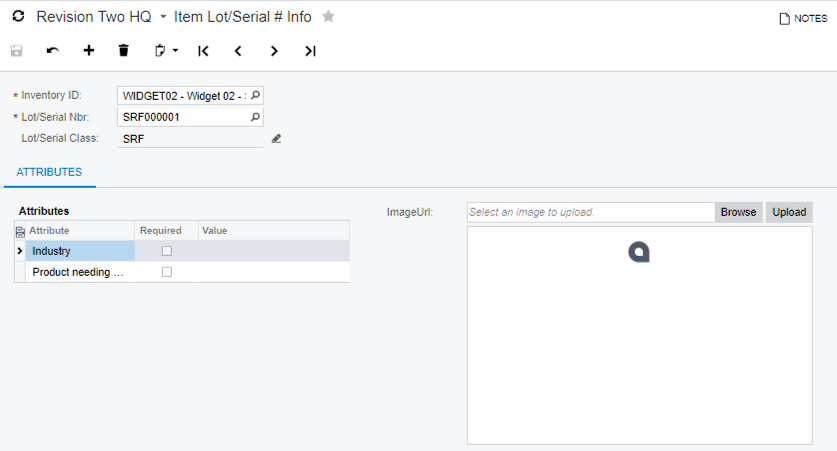 Revision Two HQ Item Lot/Serial # Info
NOTES
* Inventory ID: WIDGET02 - Widget 02 - S
* Lot/Serial Nbr: SRF000001
Lot/Serial Class: SRF
ATTRIBUTES
Attributes
Attribute Required Value
Industry
Product needing ...
ImageUrl: Select an image to upload. Browse Upload